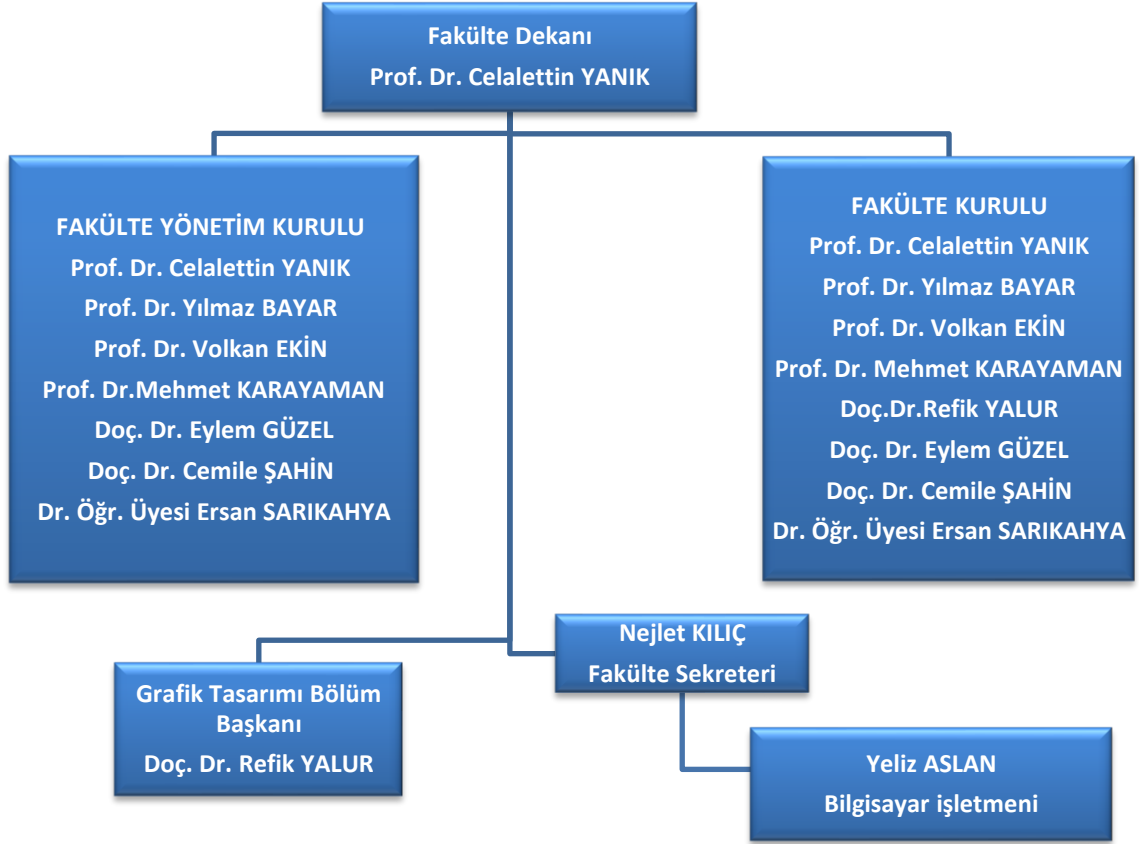 Fakülte Dekanı
Prof. Dr. Celalettin YANIK
FAKÜLTE YÖNETİM KURULU
Prof. Dr. Celalettin YANIK
Prof. Dr. Yılmaz BAYAR
Prof. Dr. Volkan EKİN
Prof. Dr.Mehmet KARAYAMAN
Doç. Dr. Eylem GÜZEL
Doç. Dr. Cemile ŞAHİN
Dr. Öğr. Üyesi Ersan SARIKAHYA
FAKÜLTE KURULU
Prof. Dr. Celalettin YANIK
Prof. Dr. Yılmaz BAYAR
Prof. Dr. Volkan EKİN
Prof. Dr. Mehmet KARAYAMAN
Doç.Dr.Refik YALUR
Doç. Dr. Eylem GÜZEL
Doç. Dr. Cemile ŞAHİN
Dr. Öğr. Üyesi Ersan SARIKAHYA
Grafik Tasarımı Bölüm
Başkanı
Doç. Dr. Refik YALUR
Nejlet KILIÇ
Fakülte Sekreteri
Yeliz ASLAN
Bilgisayar işletmeni